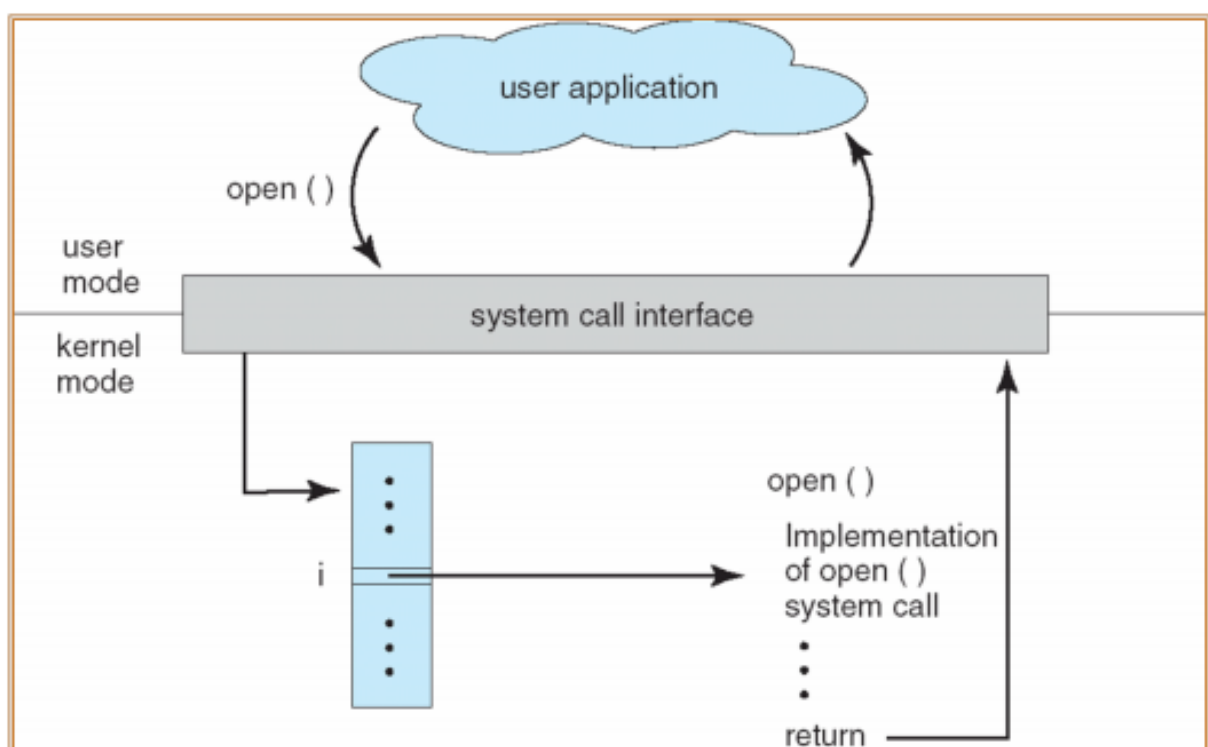 user application
open ( )
user
mode
system call interface
kernel
mode
open ( )
Implementation
of open ( )
system call
i
return